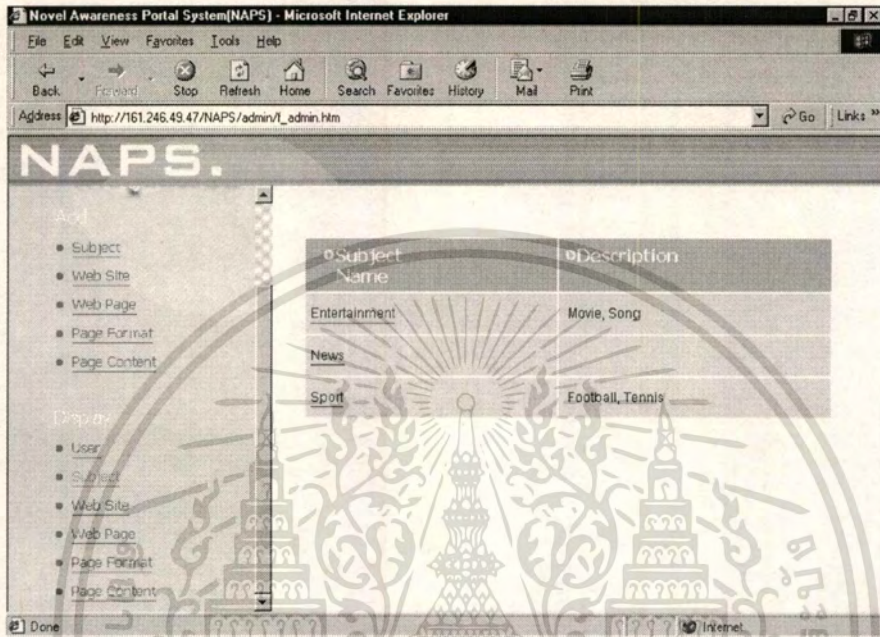 Novel Awareness Portal System(NAPS) - Microsoft Internet Explorer
File Edit View Favorites Tools Help
Back Forward Stop Refresh Home Search Favorites History Mail Print
Address http://161.246.49.47/NAPS/admin/f_admin.htm Go Links »
NAPS.
Add
Subject
Web Site
Web Page
Page Format
Page Content
Display
User
Subject
Web Site
Web Page
Page Format
Page Content
Subject Name
Description
Entertainment
Movie, Song
News
Sport
Football, Tennis
Done
Internet